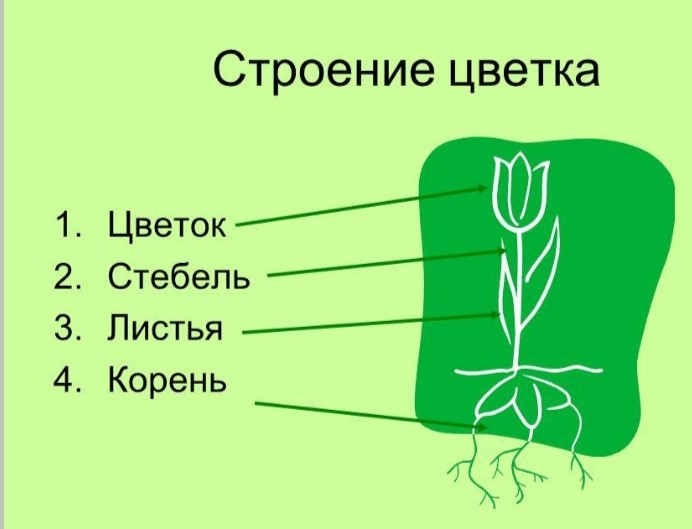 Строение цветка
1. Цветок
2. Стебель
3. Листья
4. Корень